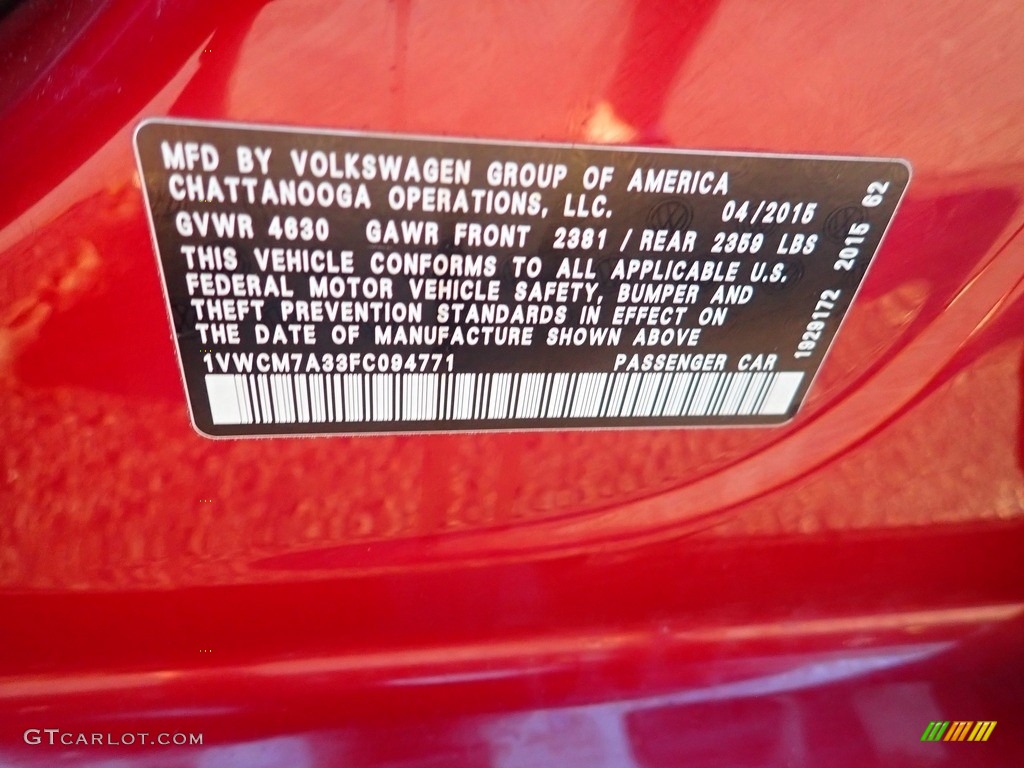 MFD BY VOLKSWAGEN GROUP OF AMERICA
CHATTANOOGA OPERATIONS, LLC. 04/2015
GVWR 4630 GAWR FRONT 2381 / REAR 2359 LBS
THIS VEHICLE CONFORMS TO ALL APPLICABLE U.S.
FEDERAL MOTOR VEHICLE SAFETY, BUMPER AND
THEFT PREVENTION STANDARDS IN EFFECT ON
THE DATE OF MANUFACTURE SHOWN ABOVE
1VWCM7A33FC094771 PASSENGER CAR
1929172 2015 62
GTCARLOT.COM